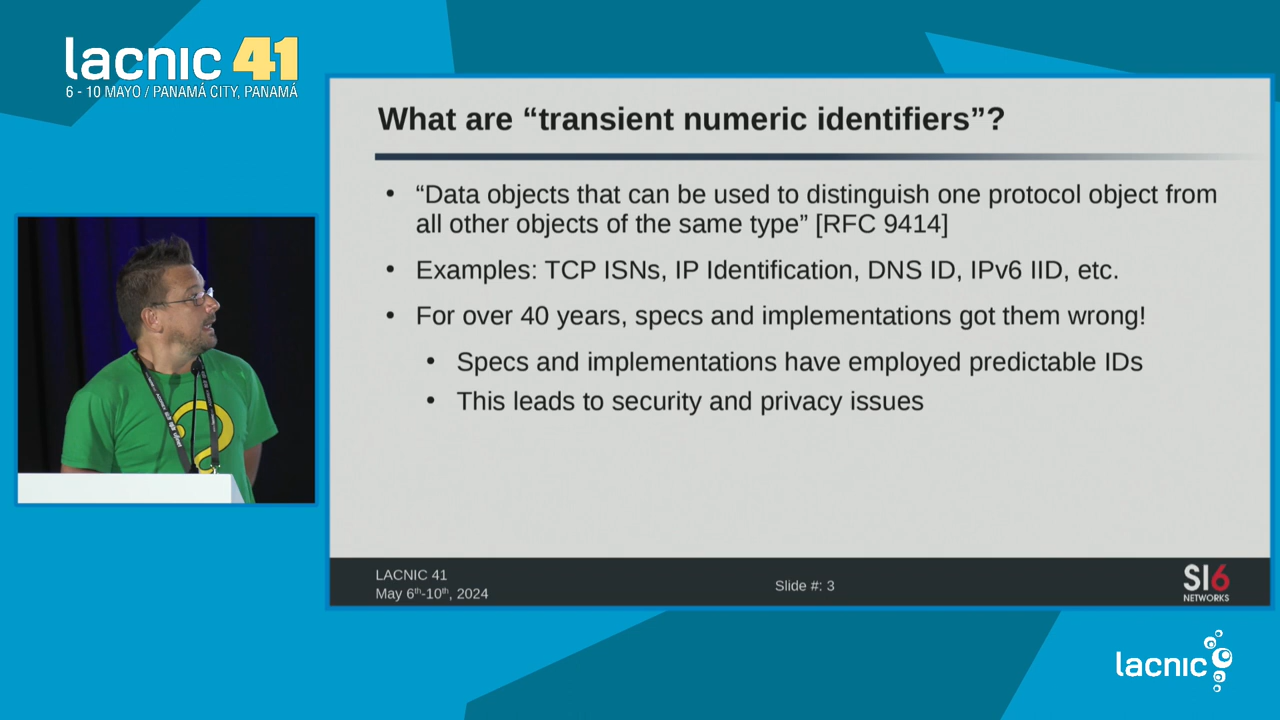 lacnic 41
6 - 10 MAYO / PANAMÁ CITY, PANAMÁ
What are “transient numeric identifiers”?
• “Data objects that can be used to distinguish one protocol object from
all other objects of the same type” [RFC 9414]
• Examples: TCP ISNs, IP Identification, DNS ID, IPv6 IID, etc.
• For over 40 years, specs and implementations got them wrong!
• Specs and implementations have employed predictable IDs
• This leads to security and privacy issues
LACNIC 41
May 6th-10th, 2024
Slide #: 3
SI6
NETWORKS
lacnic